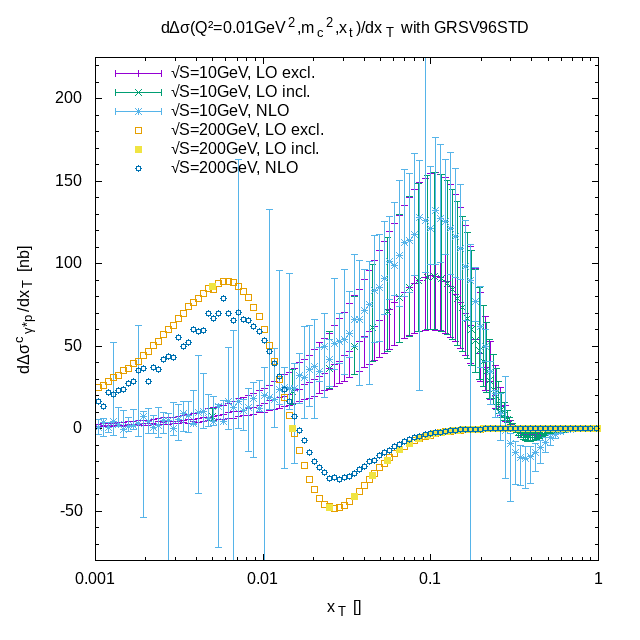 dΔσ(Q²=0.01GeV²,m_c²,x_t)/dx_T with GRSV96STD
√S=10GeV, LO excl.
√S=10GeV, LO incl.
√S=10GeV, NLO
√S=200GeV, LO excl.
√S=200GeV, LO incl.
√S=200GeV, NLO
200
150
100
50
0
-50
dΔσ^c_γ*p/dx_T [nb]
0.001
0.01
0.1
1
x_T []